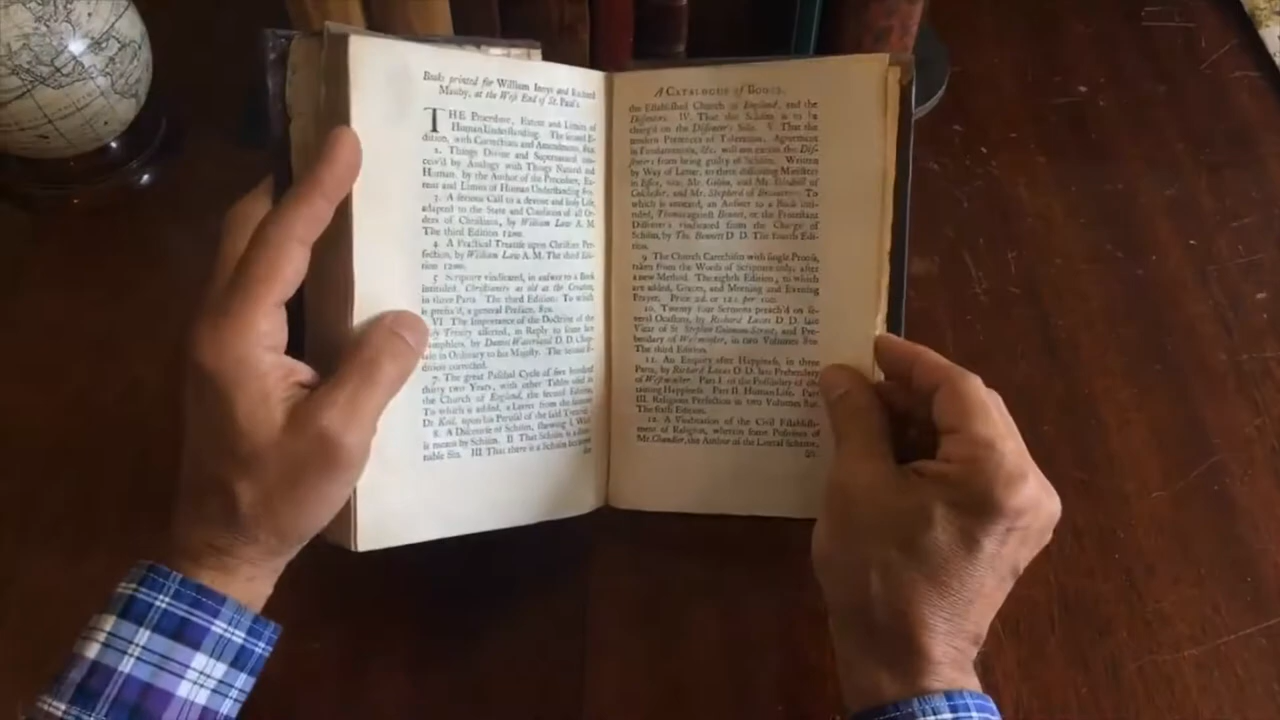 Books printed for William Innys and Richard
Manby, at the West End of St. Paul's.
THE Procedure, Extent and Limits of
Human Understanding. The second E-
dition, with Corrections and Amendments, 8vo.
2. Things Divine and Supernatural con-
ceiv'd by Analogy with Things Natural and
Human, by the Author of the Procedure, Ex-
tent and Limits of Human Understanding 8vo.
3. A serious Call to a devout and holy Life,
adapted to the State and Condition of all Or-
ders of Christians, by William Law A. M.
The third Edition 12mo.
4. A Practical Treatise upon Christian Per-
fection, by William Law A. M. The third Edi-
tion 12mo.
5 Scripture vindicated, in answer to a Book
intituled, Christianity as old as the Creation,
in three Parts. The third Edition: To which
is prefix'd, a general Preface, 8vo.
VI. The Importance of the Doctrine of the
Trinity asserted, in Reply to some late
Pamphlets, by Daniel Waterland D. D. Chap-
lain in Ordinary to his Majesty. The second E-
dition corrected.
7. The great Paschal Cycle of five hundred
thirty two Years, with other Tables used in
the Church of England, the second Edition,
To which is added, a Letter from the famous
Dr. Keil, upon his Perusal of the said Treatise.
8. A Discourse of Schism, shewing I. What
is meant by Schism. II That Schism is a dam-
nable Sin. III. That there is a Schism between
the
A CATALOGUE of BOOKS.
the Established Church of England, and the
Dissenters. IV. That the Schism is to be
charg'd on the Dissenter's Side. V. That the
modern Pretences of Toleration, Agreement
in Fundamentals, &c. will not excuse the Dis-
senters from being guilty of Schism. Written
by Way of Letter, to three dissenting Ministers
in Essex, viz. Mr. Gilson, and Mr.
Colchester, and Mr. Shepherd of Braintree. To
which is annexed, an Answer to a Book inti-
tuled, Thomas against Bennet, or the Protestant
Dissenters vindicated from the Charge of
Schism, by Tho. Bennet D. D. The fourth Edi-
tion.
9 The Church Catechism with single Proofs,
taken from the Words of Scripture only, after
a new Method. The eighth Edition, to which
are added, Graces, and Morning and Evening
Prayer. Price 2d. or 12s. per 100.
10. Twenty four Sermons preach'd on se-
veral Occasions, by Richard Lucas D. D. late
Vicar of St. Stephen Coleman-Street, and Pre-
bendary of Westminster, in two Volumes 8vo.
The third Edition.
11. An Enquiry after Happiness, in three
Parts, by Richard Lucas D D. late Prebendary
of Westminster. Part I. of the Possibility of ob-
taining Happiness. Part II. Human Life. Part
III. Religious Perfection in two Volumes 8vo.
The sixth Edition.
12. A Vindication of the Civil Establish-
ment of Religion, wherein some Positions of
Mr. Chandler, the Author of the Literal Scheme,
&c.